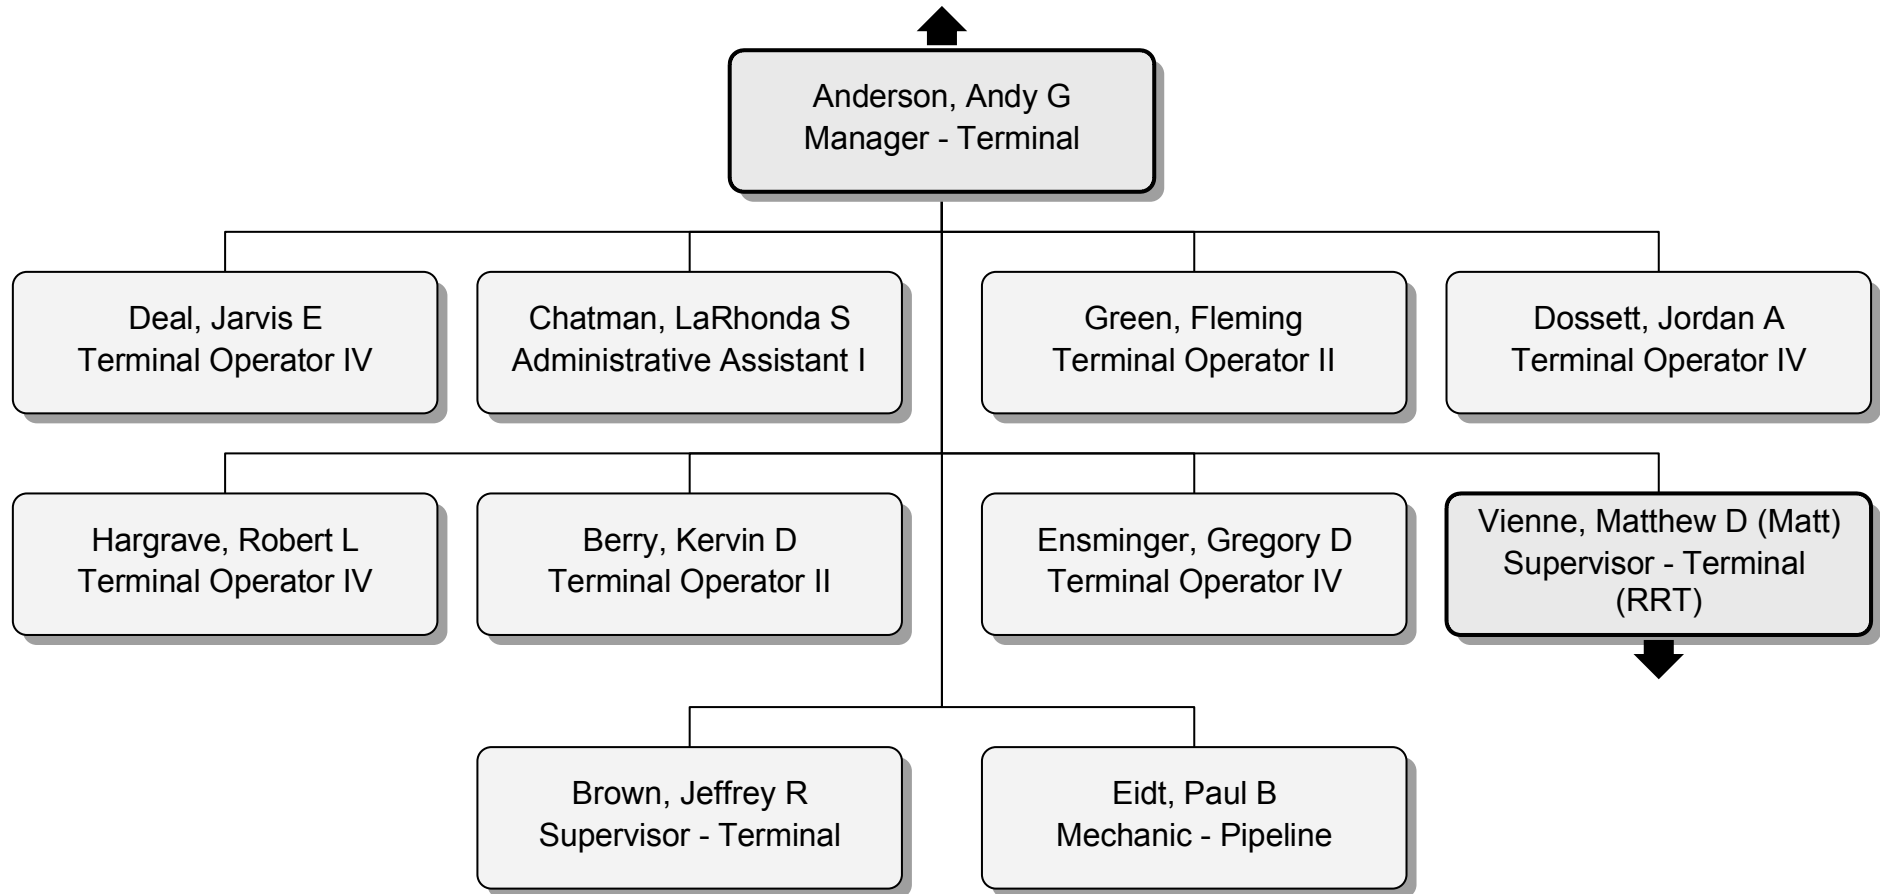 Anderson, Andy G
Manager - Terminal
Deal, Jarvis E
Terminal Operator IV
Chatman, LaRhonda S
Administrative Assistant I
Green, Fleming
Terminal Operator II
Dossett, Jordan A
Terminal Operator IV
Hargrave, Robert L
Terminal Operator IV
Berry, Kervin D
Terminal Operator II
Ensminger, Gregory D
Terminal Operator IV
Vienne, Matthew D (Matt)
Supervisor - Terminal
(RRT)
Brown, Jeffrey R
Supervisor - Terminal
Eidt, Paul B
Mechanic - Pipeline